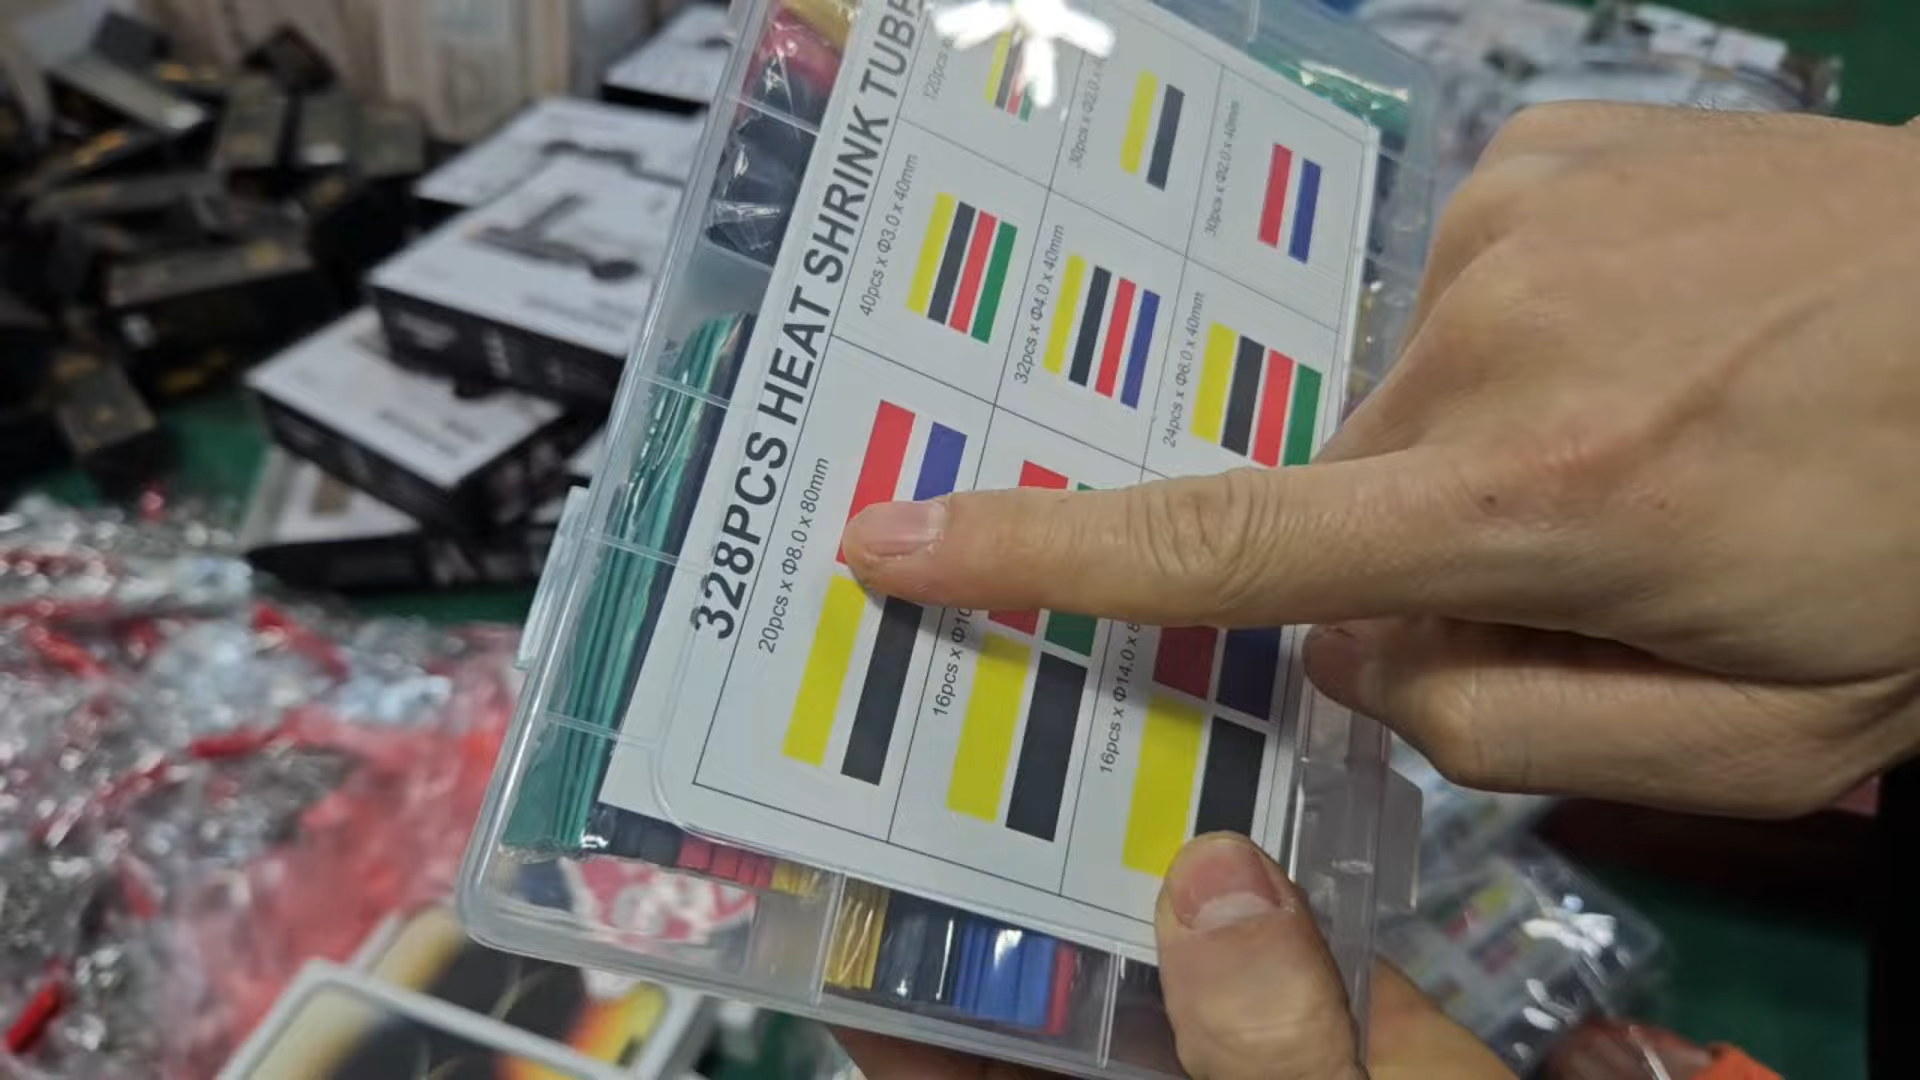 328PCS HEAT SHRINK TUBE
120pcs
30pcs x Φ2.0 x
30pcs x Φ2.0 x 40mm
40pcs x Φ3.0 x 40mm
32pcs x Φ4.0 x 40mm
24pcs x Φ6.0 x 40mm
20pcs x Φ8.0 x 80mm
16pcs x Φ10
16pcs x Φ14.0 x 8